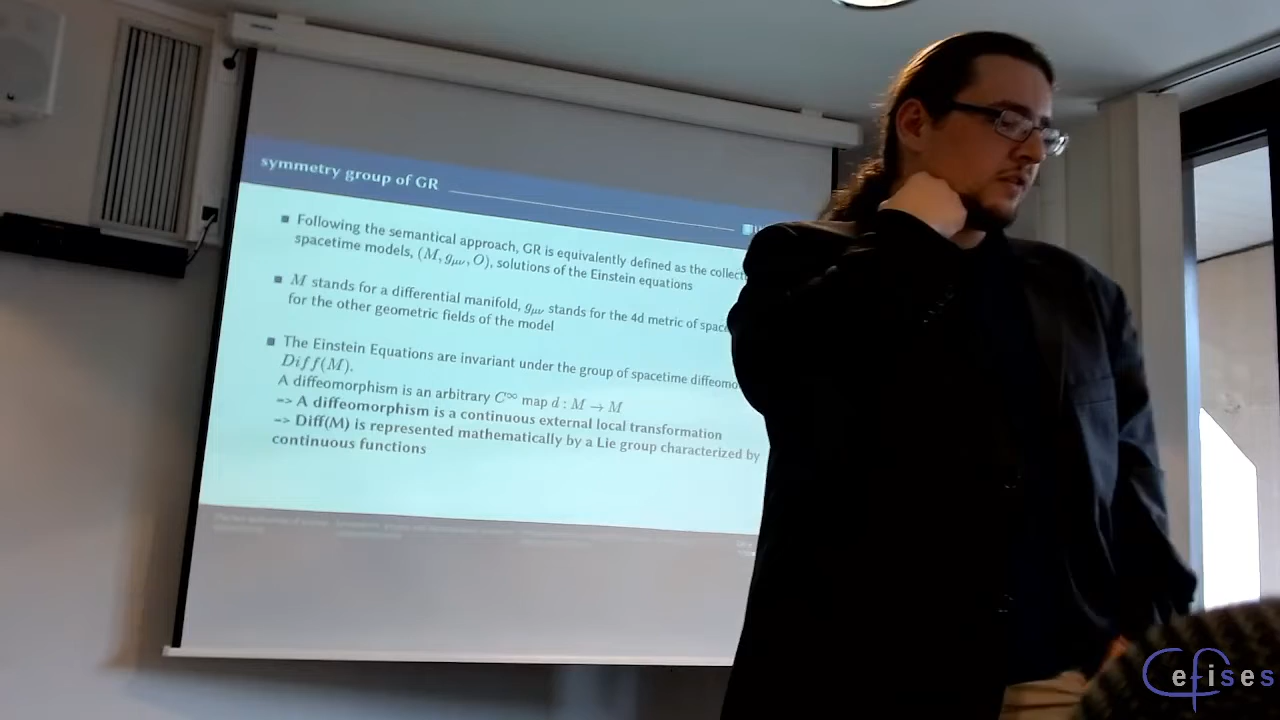 symmetry group of GR
■ Following the semantical approach, GR is equivalently defined as the collect
spacetime models, (M, gμν, O), solutions of the Einstein equations
■ M stands for a differential manifold, gμν stands for the 4d metric of space
for the other geometric fields of the model
■ The Einstein Equations are invariant under the group of spacetime diffeomo
Diff(M).
A diffeomorphism is an arbitrary C∞ map d : M → M
=> A diffeomorphism is a continuous external local transformation
=> Diff(M) is represented mathematically by a Lie group characterized by
continuous functions
Cefises